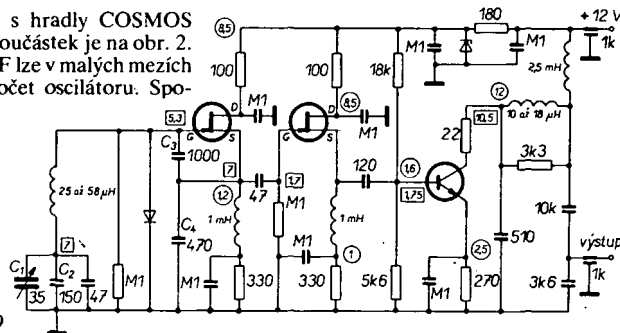 s hradly COSMOS
oučástek je na obr. 2.
F lze v malých mezích
očet oscilátoru. Spo-
8,5
180
+ 12 V
M1
M1
1k
100
100
18k
2,5 mH
D
M1
D
8,5
M1
12
10 až 18 μH
5,3
G
S
G
S
10,5
C3
1000
22
25 až 58 μH
7
1,7
120
1,6
3k3
47
1,75
1,2
10k
C4
470
1 mH
M1
1 mH
510
7
2,5
výstup
C1
C2
M1
M1
M1
1
M1
1k
35
150
47
330
330
5k6
270
3k6